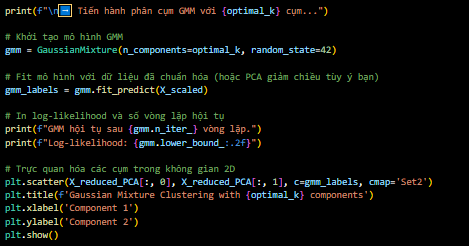 print(f"\n➡️ Tiến hành phân cụm GMM với {optimal_k} cụm...")
# Khởi tạo mô hình GMM
gmm = GaussianMixture(n_components=optimal_k, random_state=42)
# Fit mô hình với dữ liệu đã chuẩn hóa (hoặc PCA giảm chiều tùy ý bạn)
gmm_labels = gmm.fit_predict(X_scaled)
# In log-likelihood và số vòng lặp hội tụ
print(f"GMM hội tụ sau {gmm.n_iter_} vòng lặp.")
print(f"Log-likelihood: {gmm.lower_bound_:.2f}")
# Trực quan hóa các cụm trong không gian 2D
plt.scatter(X_reduced_PCA[:, 0], X_reduced_PCA[:, 1], c=gmm_labels, cmap='Set2')
plt.title(f'Gaussian Mixture Clustering with {optimal_k} components')
plt.xlabel('Component 1')
plt.ylabel('Component 2')
plt.show()